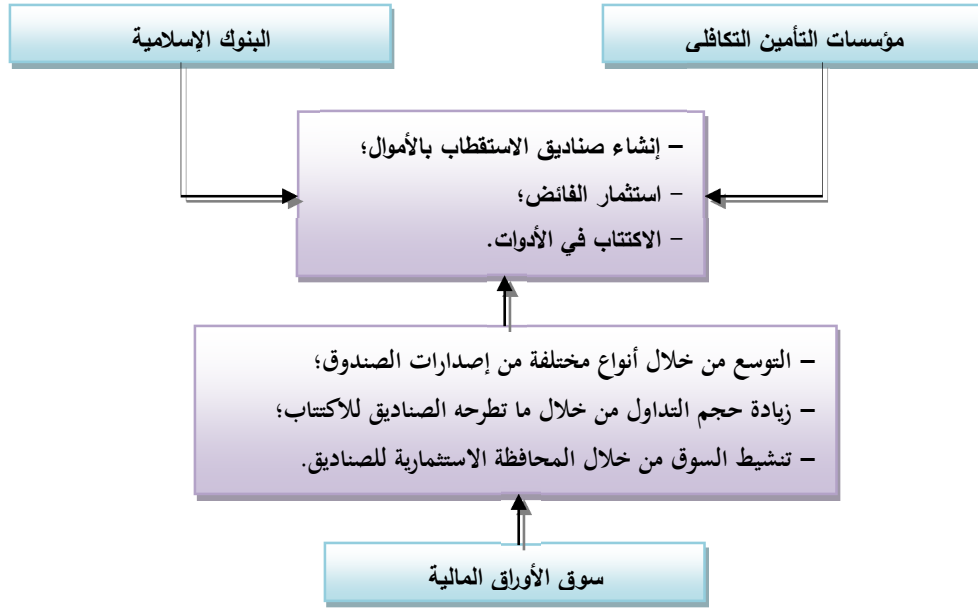 مؤسسات التأمين التكافلى
البنوك الإسلامية
– إنشاء صناديق الاستقطاب بالأموال؛
- استثمار الفائض؛
- الاكتتاب في الأدوات.
– التوسع من خلال أنواع مختلفة من إصدارات الصندوق؛
– زيادة حجم التداول من خلال ما تطرحه الصناديق للاكتتاب؛
– تنشيط السوق من خلال المحافظة الاستثمارية للصناديق.
سوق الأوراق المالية